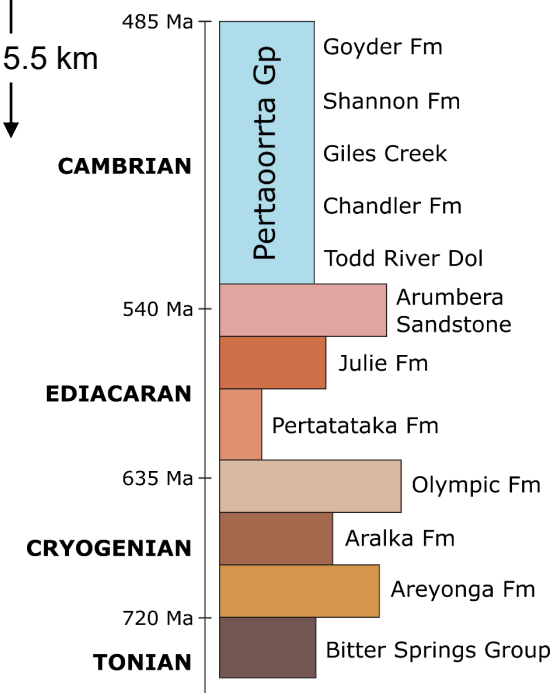 485 Ma
Goyder Fm
5.5 km
Pertaoorrta Gp
Shannon Fm
CAMBRIAN
Giles Creek
Chandler Fm
Todd River Dol
540 Ma
Arumbera
Sandstone
Julie Fm
EDIACARAN
Pertatataka Fm
635 Ma
Olympic Fm
CRYOGENIAN
Aralka Fm
Areyonga Fm
720 Ma
TONIAN
Bitter Springs Group